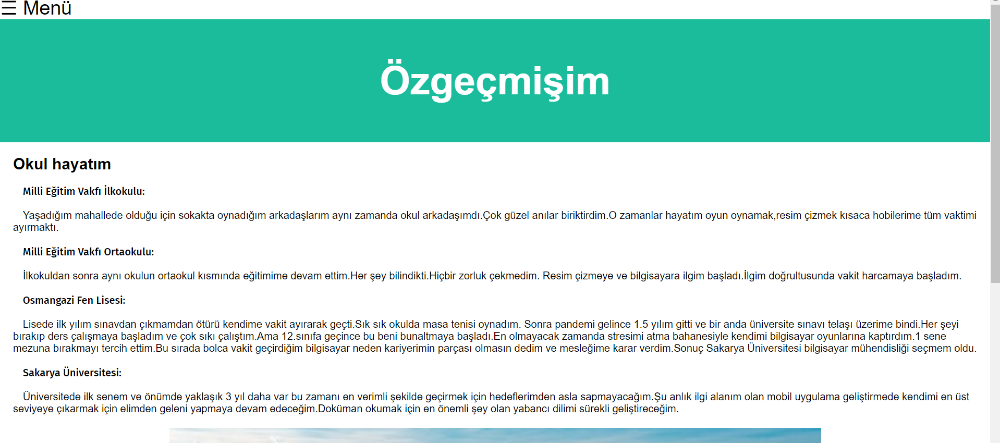 ☰ Menü
Özgeçmişim
Okul hayatım
Milli Eğitim Vakfı İlkokulu:
Yaşadığım mahallede olduğu için sokakta oynadığım arkadaşlarım aynı zamanda okul arkadaşımdı.Çok güzel anılar biriktirdim.O zamanlar hayatım oyun oynamak,resim çizmek kısaca hobilerime tüm vaktimi
ayırmaktı.
Milli Eğitim Vakfı Ortaokulu:
İlkokuldan sonra aynı okulun ortaokul kısmında eğitimime devam ettim.Her şey bilindikti.Hiçbir zorluk çekmedim. Resim çizmeye ve bilgisayara ilgim başladı.İlgim doğrultusunda vakit harcamaya başladım.
Osmangazi Fen Lisesi:
Lisede ilk yılım sınavdan çıkmamdan ötürü kendime vakit ayırarak geçti.Sık sık okulda masa tenisi oynadım. Sonra pandemi gelince 1.5 yılım gitti ve bir anda üniversite sınavı telaşı üzerime bindi.Her şeyi
bırakıp ders çalışmaya başladım ve çok sıkı çalıştım.Ama 12.sınıfa geçince bu beni bunaltmaya başladı.En olmayacak zamanda stresimi atma bahanesiyle kendimi bilgisayar oyunlarına kaptırdım.1 sene
mezuna bırakmayı tercih ettim.Bu sırada bolca vakit geçirdiğim bilgisayar neden kariyerimin parçası olmasın dedim ve mesleğime karar verdim.Sonuç Sakarya Üniversitesi bilgisayar mühendisliği seçmem oldu.
Sakarya Üniversitesi:
Üniversitede ilk senem ve önümde yaklaşık 3 yıl daha var bu zamanı en verimli şekilde geçirmek için hedeflerimden asla sapmayacağım.Şu anlık ilgi alanım olan mobil uygulama geliştirmede kendimi en üst
seviyeye çıkarmak için elimden geleni yapmaya devam edeceğim.Doküman okumak için en önemli şey olan yabancı dilimi sürekli geliştireceğim.